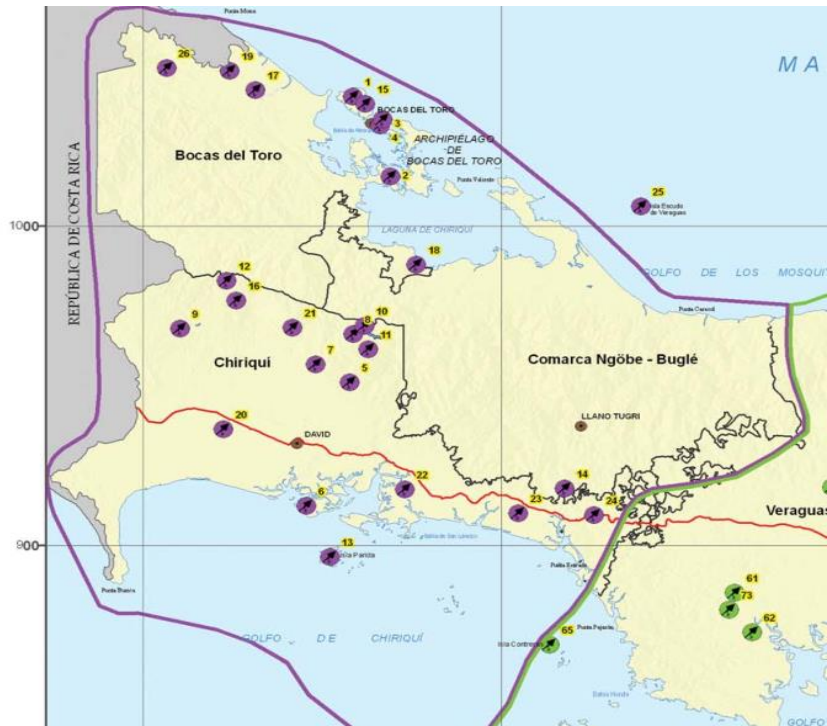 Punta Mona
26
19
17
1
15
BOCAS DEL TORO
3
4
ARCHIPIÉLAGO
DE
BOCAS DEL TORO
MA
Bocas del Toro
2
Punta Valiente
25
Isla Escudo
de Veraguas
1000
REPÚBLICA DE COSTA RICA
LAGUNA DE CHIRIQUÍ
18
GOLFO DE LOS MOSQUIT
12
16
9
21
10
8
11
7
5
Chiriquí
Comarca Ngöbe - Buglé
LLANO TUGRI
20
DAVID
22
14
23
24
Veraguas
6
900
13
Isla Parida
61
73
62
65
Isla Contreras
GOLFO DE CHIRIQUÍ
Bahía Honda
GOLFO